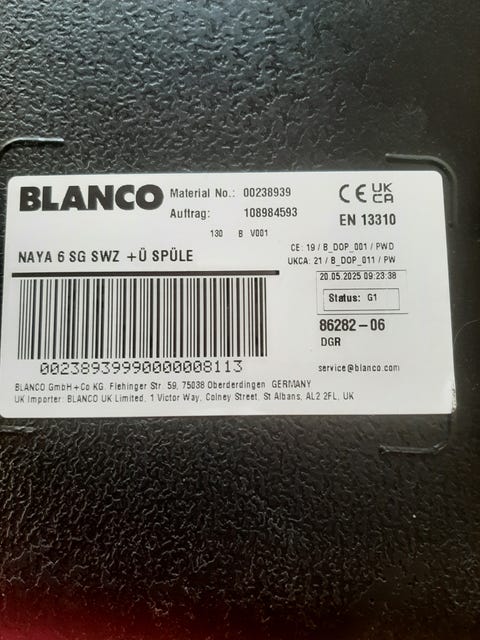 BLANCO
Material No.: 00238939
Auftrag: 108984593
130 B V001
CE UK CA
EN 13310
NAYA 6 SG SWZ +Ü SPÜLE
CE: 19 / B_DOP_001 / PWD
UKCA: 21 / B_DOP_011 / PW
20.05.2025 09:23:38
Status: G1
86282-06
DGR
00238939990000008113
service@blanco.com
BLANCO GmbH+Co KG. Flehinger Str. 59, 75038 Oberderdingen GERMANY
UK Importer: BLANCO UK Limited, 1 Victor Way, Colney Street, St Albans, AL2 2FL, UK